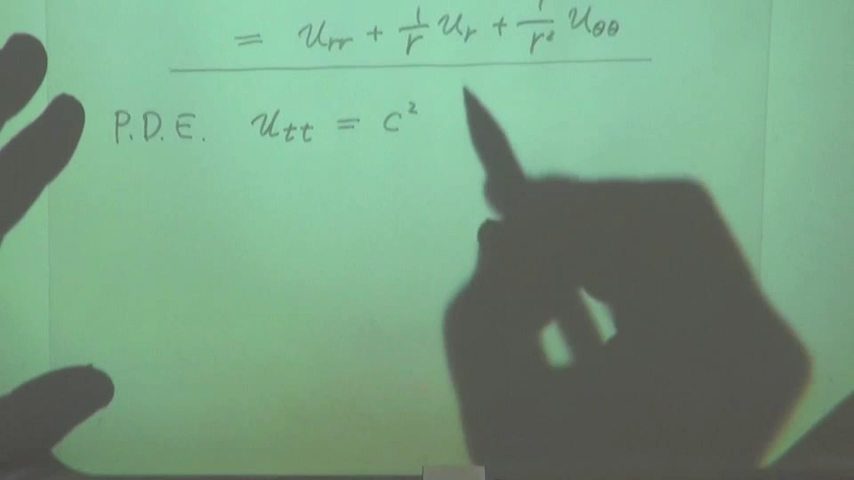 = u_rr + 1/r u_r + 1/r² u_θθ
P.D.E. u_tt = c²